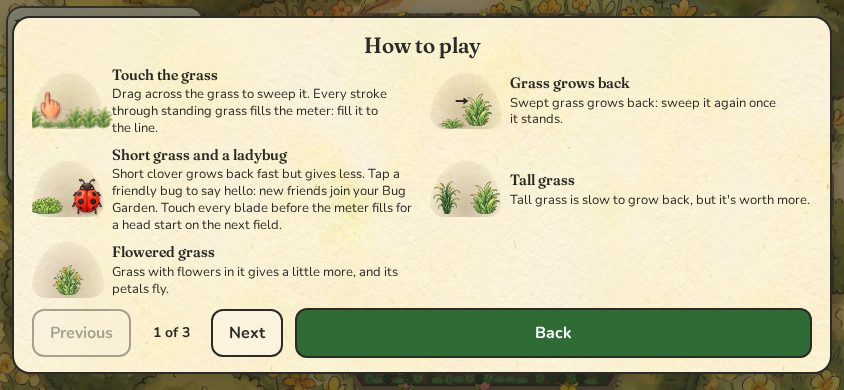 How to play
Touch the grass
Drag across the grass to sweep it. Every stroke
through standing grass fills the meter: fill it to
the line.
Grass grows back
Swept grass grows back: sweep it again once
it stands.
Short grass and a ladybug
Short clover grows back fast but gives less. Tap a
friendly bug to say hello: new friends join your Bug
Garden. Touch every blade before the meter fills for
a head start on the next field.
Tall grass
Tall grass is slow to grow back, but it's worth more.
Flowered grass
Grass with flowers in it gives a little more, and its
petals fly.
Previous
1 of 3
Next
Back